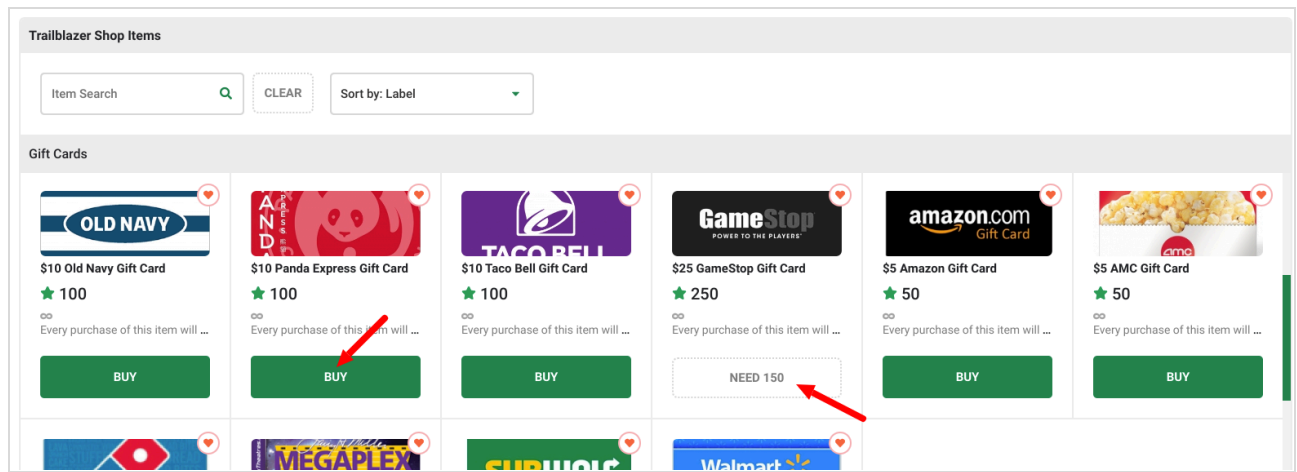 Trailblazer Shop Items
Item Search
CLEAR
Sort by: Label
Gift Cards
OLD NAVY
PANDA
EXPRESS
TACO BELL
GameStop
POWER TO THE PLAYERS
amazon.com
Gift Card
amc
$10 Old Navy Gift Card
$10 Panda Express Gift Card
$10 Taco Bell Gift Card
$25 GameStop Gift Card
$5 Amazon Gift Card
$5 AMC Gift Card
100
100
100
250
50
50
∞
∞
∞
∞
∞
∞
Every purchase of this item will ...
Every purchase of this item will ...
Every purchase of this item will ...
Every purchase of this item will ...
Every purchase of this item will ...
Every purchase of this item will ...
BUY
BUY
BUY
NEED 150
BUY
BUY
MEGAPLEX
SUBWAY
Walmart